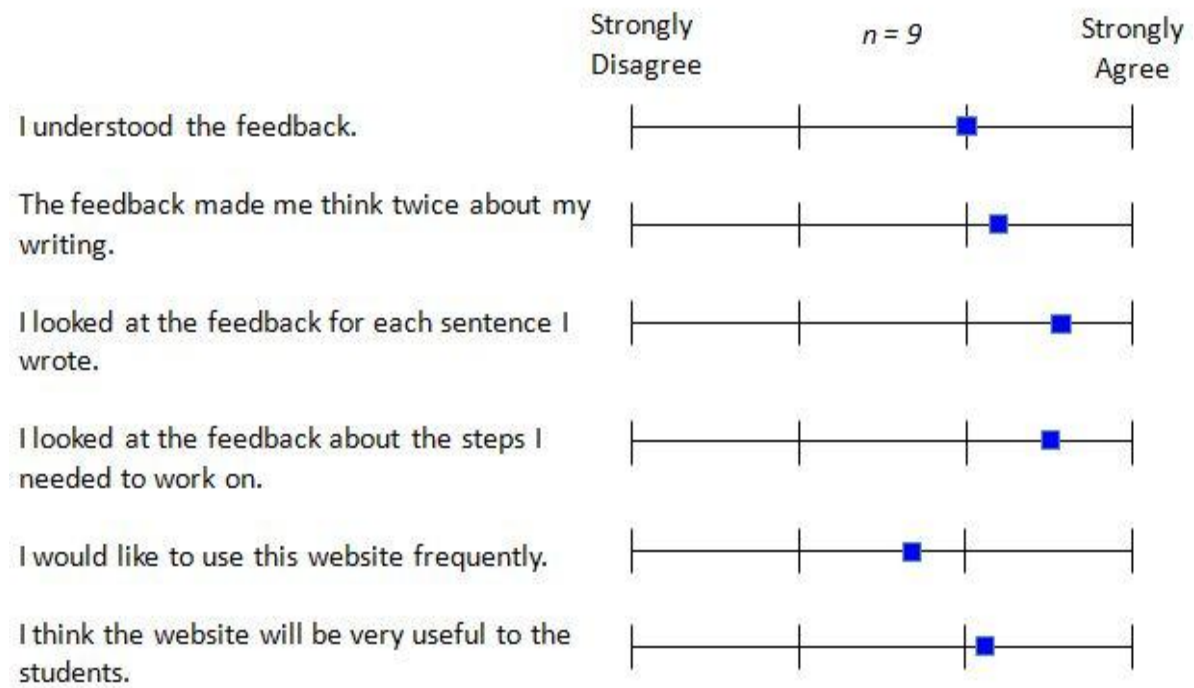 Strongly
Disagree
n = 9
Strongly
Agree
I understood the feedback.
The feedback made me think twice about my
writing.
I looked at the feedback for each sentence I
wrote.
I looked at the feedback about the steps I
needed to work on.
I would like to use this website frequently.
I think the website will be very useful to the
students.